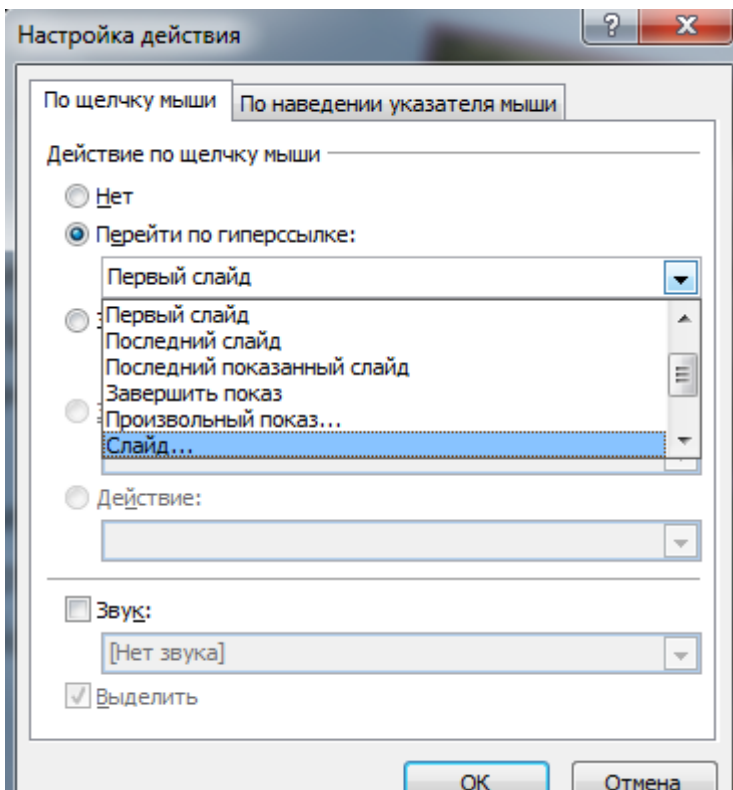 Настройка действия
По щелчку мыши По наведении указателя мыши
Действие по щелчку мыши
Нет
Перейти по гиперссылке:
Первый слайд
Первый слайд
Последний слайд
Последний показанный слайд
Завершить показ
Произвольный показ...
Слайд...
Действие:
Звук:
[Нет звука]
Выделить
ОК Отмена